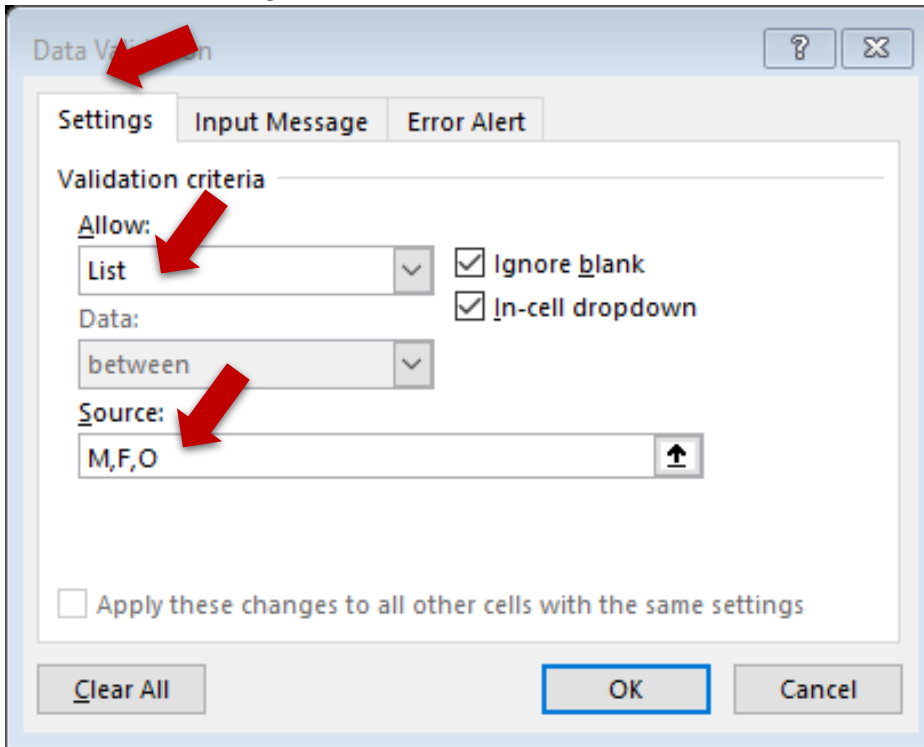 Data V
Settings Input Message Error Alert
Validation criteria
Allow:
List
Ignore blank
In-cell dropdown
Data:
between
Source:
M,F,O
Apply these changes to all other cells with the same settings
Clear All OK Cancel